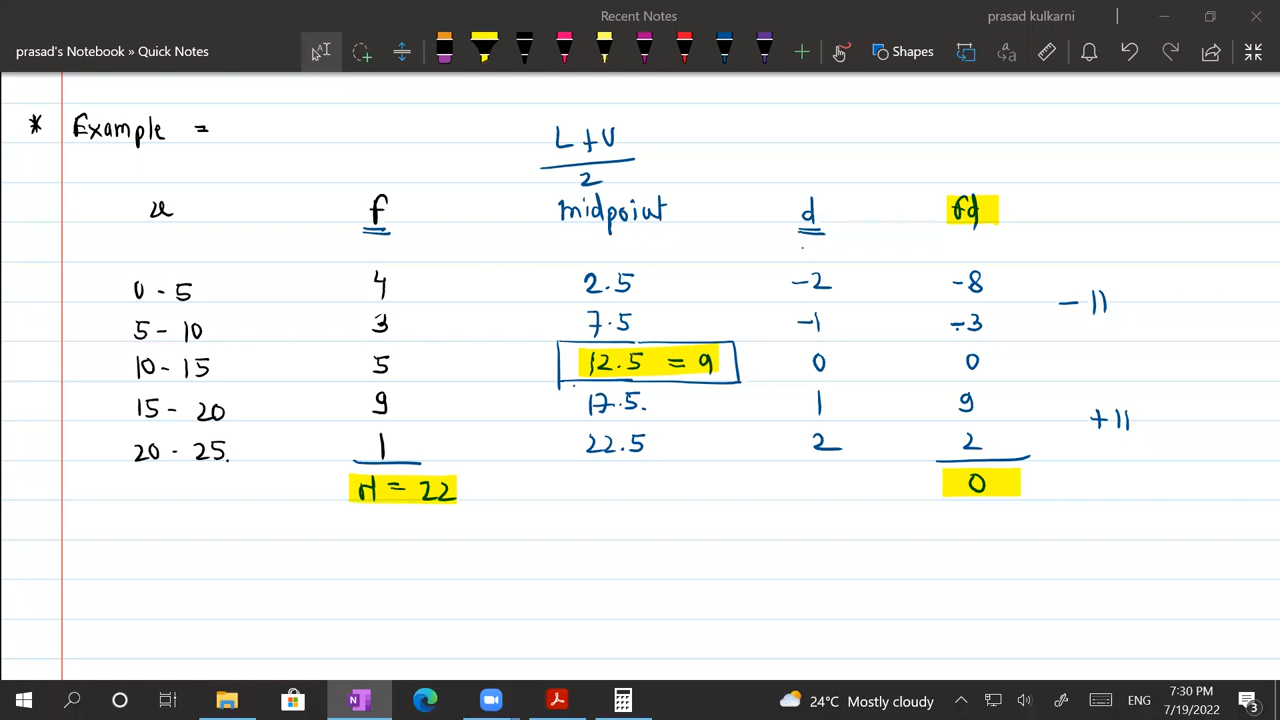 Recent Notes prasad kulkarni
prasad's Notebook » Quick Notes Shapes
* Example =
L + U
2
x f midpoint d fd
0 - 5 4 2.5 -2 -8
- 11
5 - 10 3 7.5 -1 -3
10 - 15 5 12.5 = a 0 0
15 - 20 9 17.5. 1 9
+ 11
20 - 25. 1 22.5 2 2
N = 22 0
24°C Mostly cloudy ENG 7:30 PM
7/19/2022 3